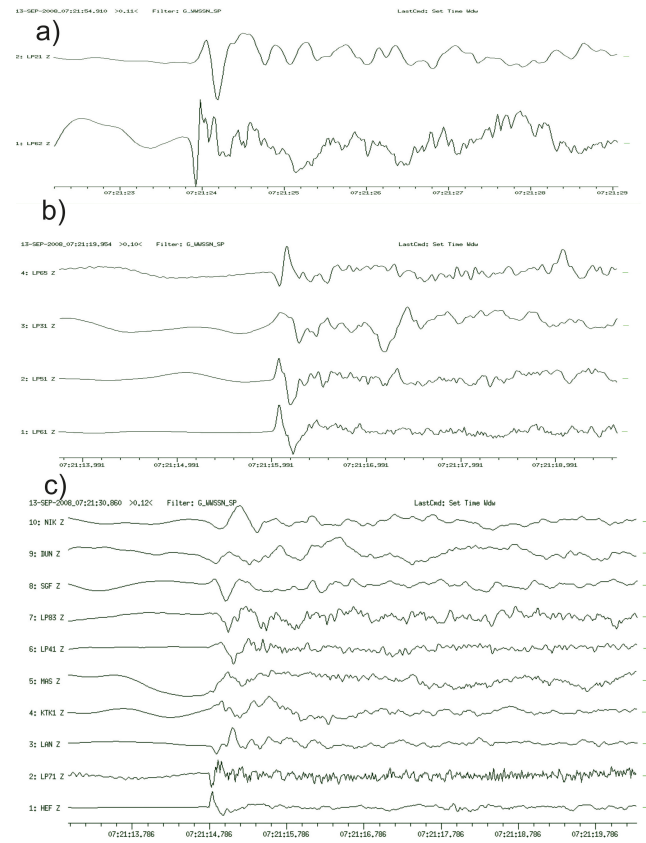 13-SEP-2008_07:21:54.910 >0.11< Filter: G_WWSSN_SP LastCmd: Set Time Wdw
a)
2: LP21 Z
1: LP62 Z
07:21:23 07:21:24 07:21:25 07:21:26 07:21:27 07:21:28 07:21:29
b)
13-SEP-2008_07:21:19.954 >0.10< Filter: G_WWSSN_SP LastCmd: Set Time Wdw
4: LP65 Z
3: LP31 Z
2: LP51 Z
1: LP61 Z
07:21:13.991 07:21:14.991 07:21:15.991 07:21:16.991 07:21:17.991 07:21:18.991
c)
13-SEP-2008_07:21:30.860 >0.12< Filter: G_WWSSN_SP LastCmd: Set Time Wdw
10: NIK Z
9: DUN Z
8: SGF Z
7: LP83 Z
6: LP41 Z
5: MAS Z
4: KTK1 Z
3: LAN Z
2: LP71 Z
1: HEF Z
07:21:13.786 07:21:14.786 07:21:15.786 07:21:16.786 07:21:17.786 07:21:18.786 07:21:19.786